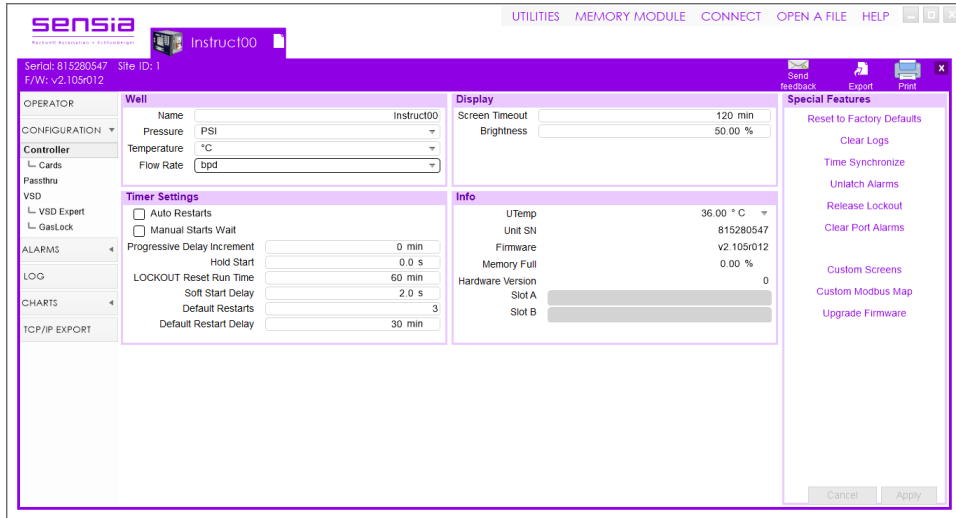 UTILITIES MEMORY MODULE CONNECT OPEN A FILE HELP
sensia
Rockwell Automation + Schlumberger
Instruct00
Serial: 815280547 Site ID: 1
F/W: v2.105r012
Send
feedback
Export
Print
x
OPERATOR
CONFIGURATION
Controller
Cards
Passthru
VSD
VSD Expert
GasLock
ALARMS
LOG
CHARTS
TCP/IP EXPORT
Well
Name Instruct00
Pressure PSI
Temperature °C
Flow Rate bpd
Display
Screen Timeout 120 min
Brightness 50.00 %
Timer Settings
Auto Restarts
Manual Starts Wait
Progressive Delay Increment 0 min
Hold Start 0.0 s
LOCKOUT Reset Run Time 60 min
Soft Start Delay 2.0 s
Default Restarts 3
Default Restart Delay 30 min
Info
UTemp 36.00 ° C
Unit SN 815280547
Firmware v2.105r012
Memory Full 0.00 %
Hardware Version 0
Slot A
Slot B
Special Features
Reset to Factory Defaults
Clear Logs
Time Synchronize
Unlatch Alarms
Release Lockout
Clear Port Alarms
Custom Screens
Custom Modbus Map
Upgrade Firmware
Cancel Apply